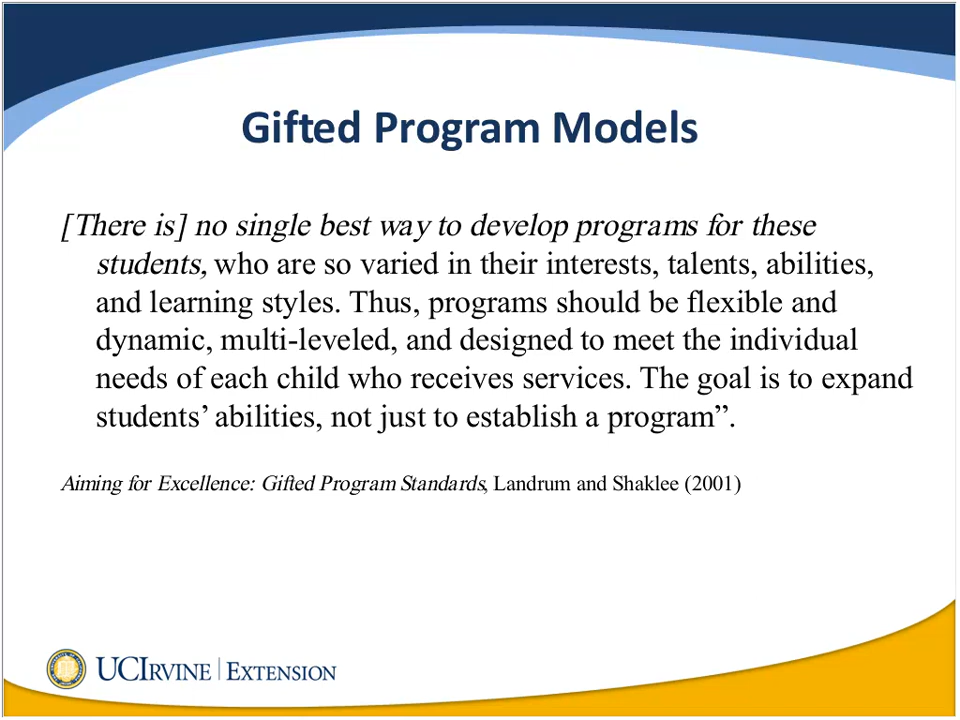 Gifted Program Models
[There is] no single best way to develop programs for these
students, who are so varied in their interests, talents, abilities,
and learning styles. Thus, programs should be flexible and
dynamic, multi-leveled, and designed to meet the individual
needs of each child who receives services. The goal is to expand
students’ abilities, not just to establish a program”.
Aiming for Excellence: Gifted Program Standards, Landrum and Shaklee (2001)
UCIRVINE | EXTENSION